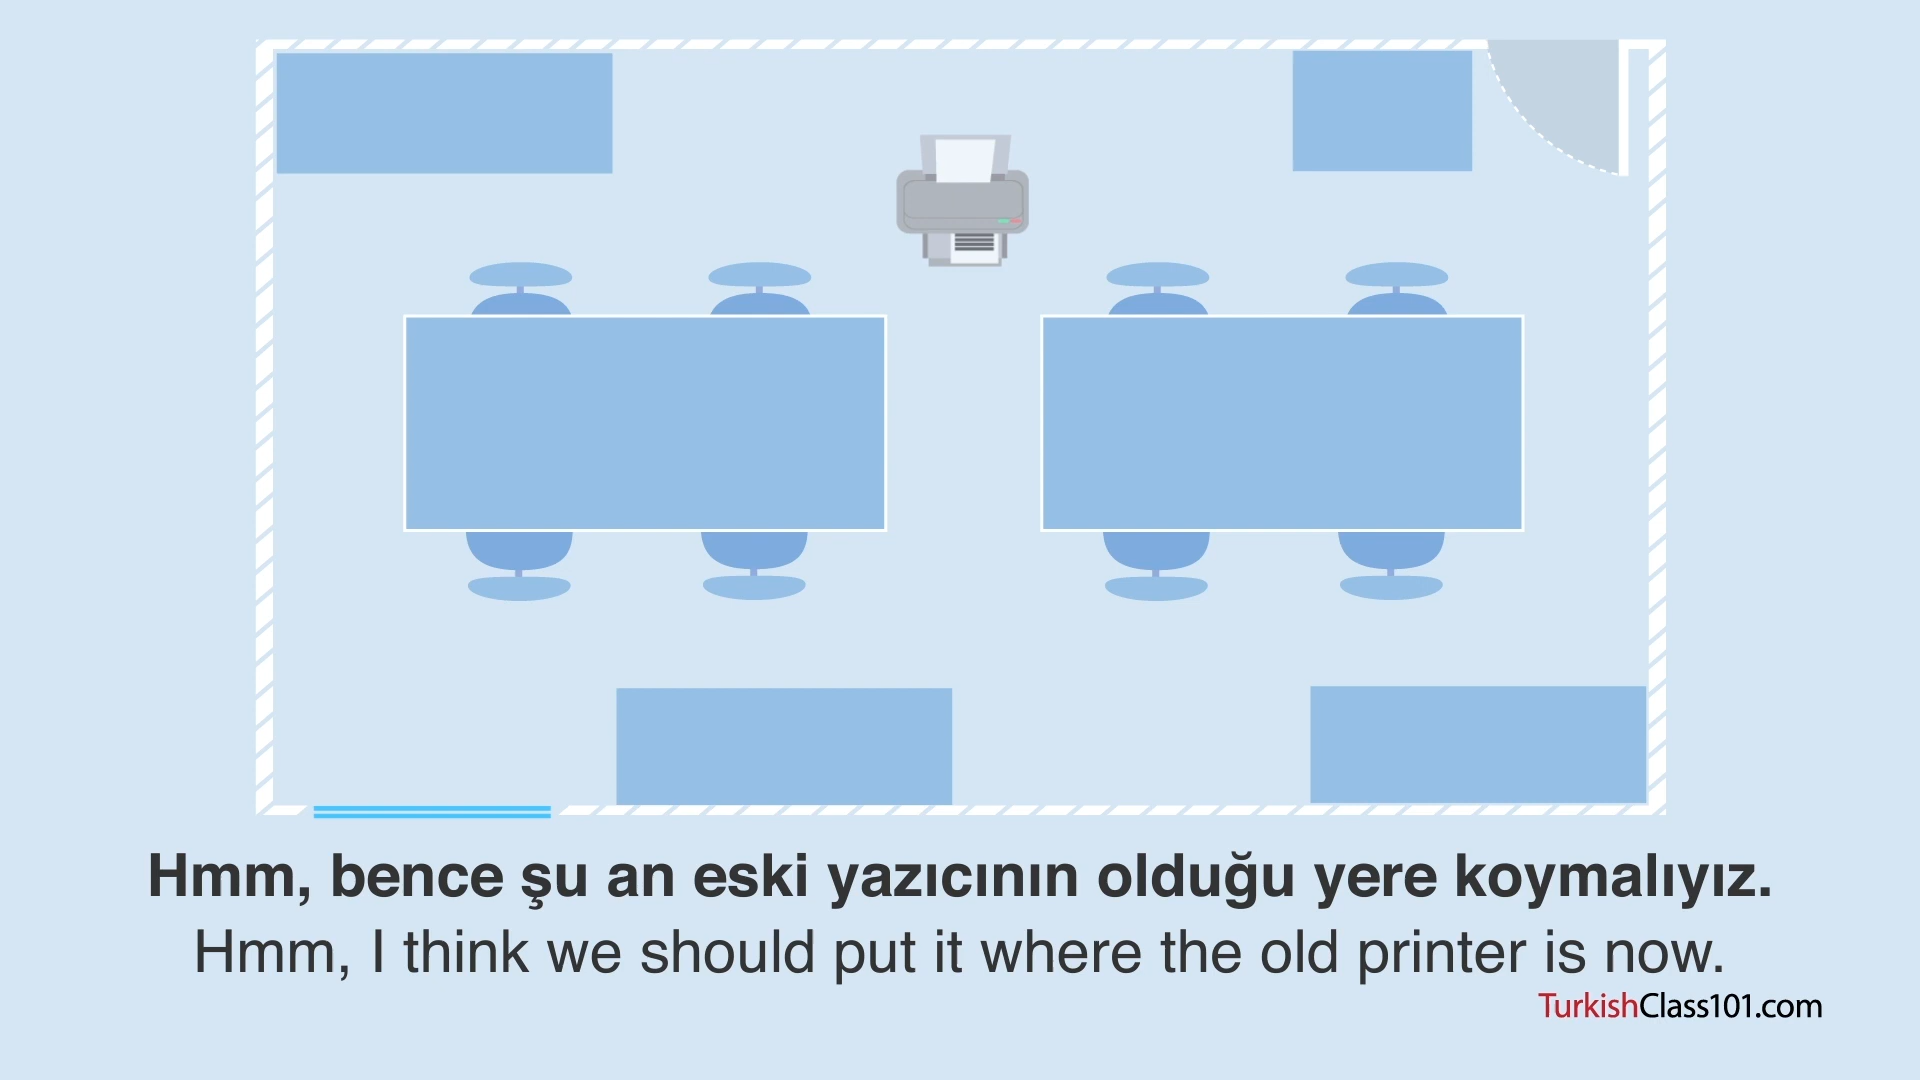 Hmm, bence şu an eski yazıcının olduğu yere koymalıyız.
Hmm, I think we should put it where the old printer is now.
TurkishClass101.com